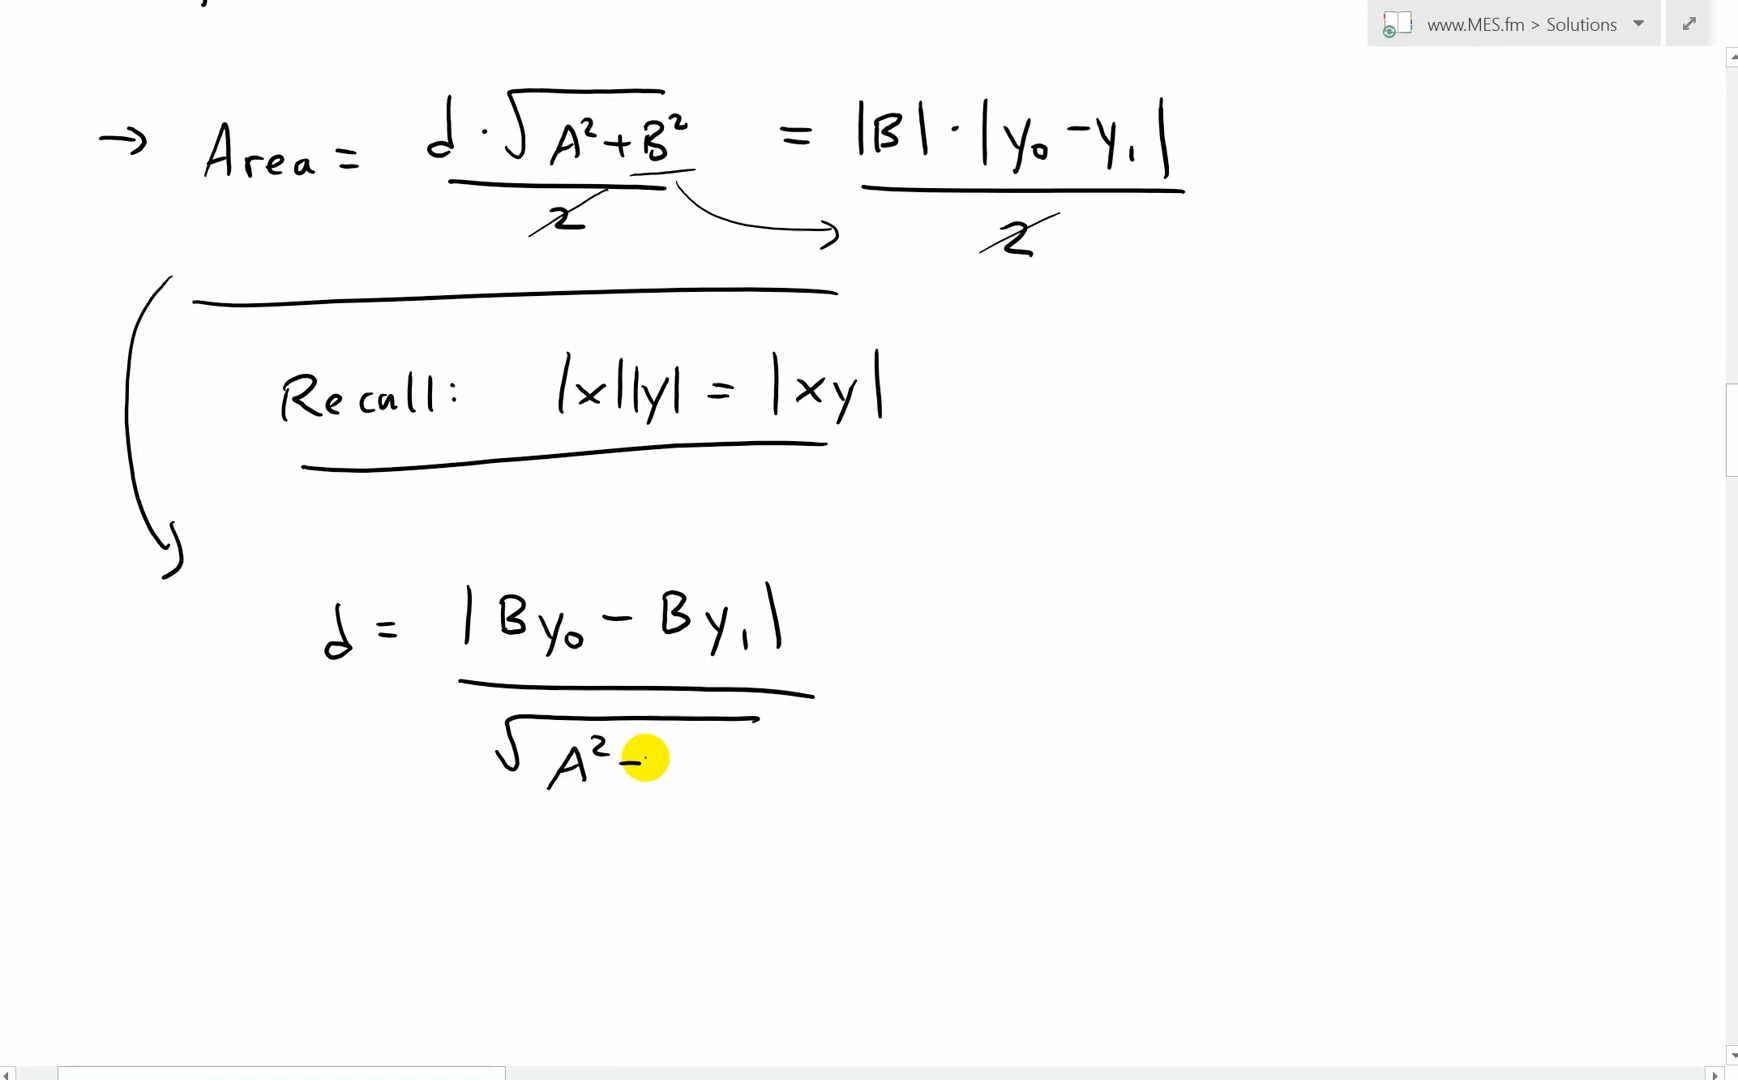 www.MES.fm > Solutions
→ Area = d · √(A² + B²) / 2 = |B| · |y₀ - y₁| / 2
Recall: |x||y| = |xy|
d = |By₀ - By₁| / √(A² -